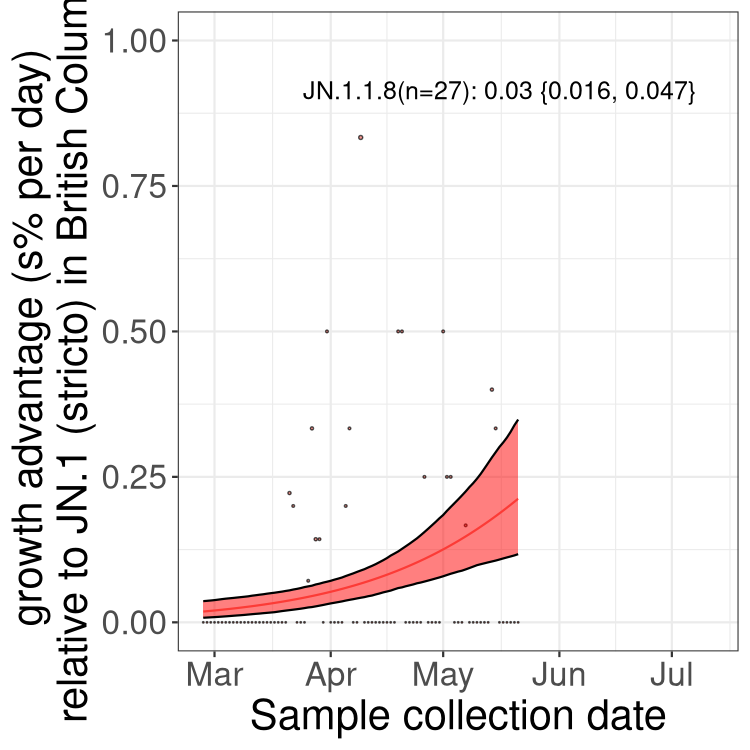 growth advantage (s% per day)
relative to JN.1 (stricto) in British Colum
1.00
0.75
0.50
0.25
0.00
JN.1.1.8(n=27): 0.03 {0.016, 0.047}
Mar Apr May Jun Jul
Sample collection date